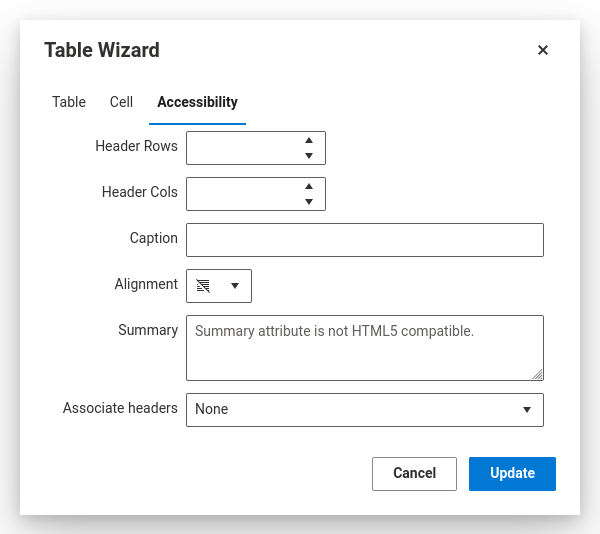 Table Wizard
Table Cell Accessibility
Header Rows
Header Cols
Caption
Alignment
Summary Summary attribute is not HTML5 compatible.
Associate headers None
Cancel Update